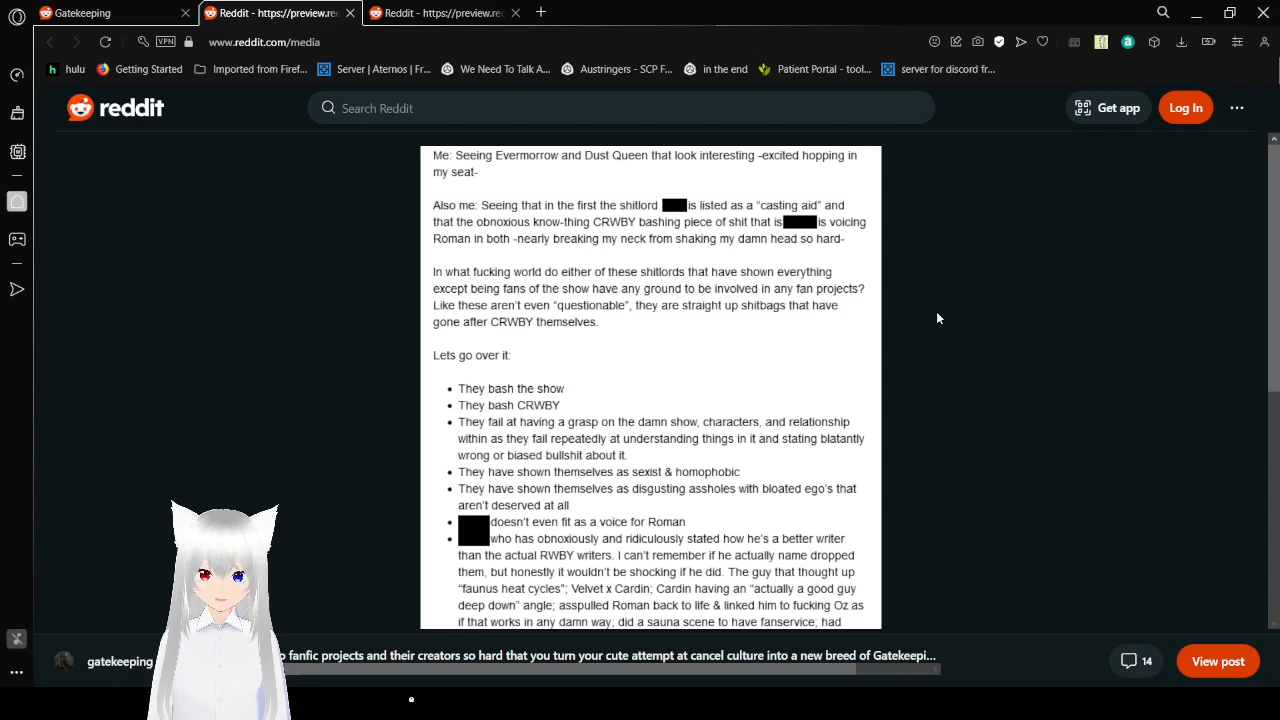 Gatekeeping
Reddit - https://preview.rec
Reddit - https://preview.rec
VPN
www.reddit.com/media
hulu
Getting Started
Imported from Firef...
Server | Aternos | Fr...
We Need To Talk A...
Austringers - SCP F...
in the end
Patient Portal - tool...
server for discord fr...
reddit
Search Reddit
Get app
Log In
Me: Seeing Evermorrow and Dust Queen that look interesting -excited hopping in
my seat-
Also me: Seeing that in the first the shitlord is listed as a “casting aid” and
that the obnoxious know-thing CRWBY bashing piece of shit that is is voicing
Roman in both -nearly breaking my neck from shaking my damn head so hard-
In what fucking world do either of these shitlords that have shown everything
except being fans of the show have any ground to be involved in any fan projects?
Like these aren’t even “questionable”, they are straight up shitbags that have
gone after CRWBY themselves.
Lets go over it:
• They bash the show
• They bash CRWBY
• They fail at having a grasp on the damn show, characters, and relationship
within as they fail repeatedly at understanding things in it and stating blatantly
wrong or biased bullshit about it.
• They have shown themselves as sexist & homophobic
• They have shown themselves as disgusting assholes with bloated ego’s that
aren’t deserved at all
• doesn’t even fit as a voice for Roman
• who has obnoxiously and ridiculously stated how he’s a better writer
than the actual RWBY writers. I can’t remember if he actually name dropped
them, but honestly it wouldn’t be shocking if he did. The guy that thought up
“faunus heat cycles”; Velvet x Cardin; Cardin having an “actually a good guy
deep down” angle; asspulled Roman back to life & linked him to fucking Oz as
if that works in any damn way; did a sauna scene to have fanservice; had
gatekeeping
o fanfic projects and their creators so hard that you turn your cute attempt at cancel culture into a new breed of Gatekeepi...
14
View post